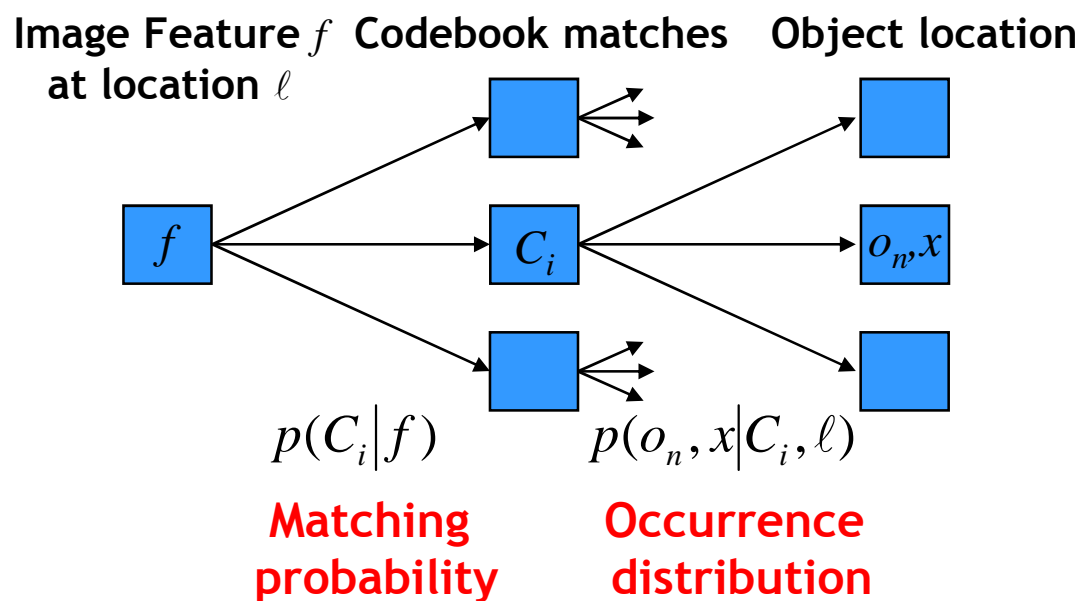 Image Feature f Codebook matches Object location
at location ℓ
f
C_i
o_n,x
p(C_i|f) p(o_n, x|C_i, ℓ)
Matching Occurrence
probability distribution